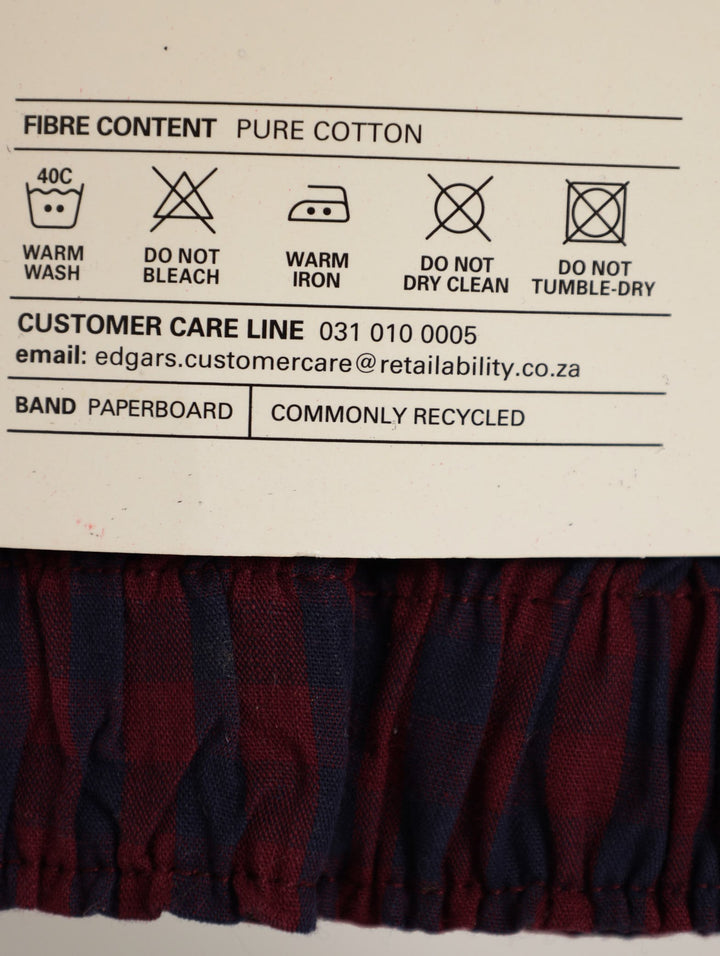 FIBRE CONTENT PURE COTTON
40C
WARM WASH
DO NOT BLEACH
WARM IRON
DO NOT DRY CLEAN
DO NOT TUMBLE-DRY
CUSTOMER CARE LINE 031 010 0005
email: edgars.customercare@retailability.co.za
BAND PAPERBOARD COMMONLY RECYCLED